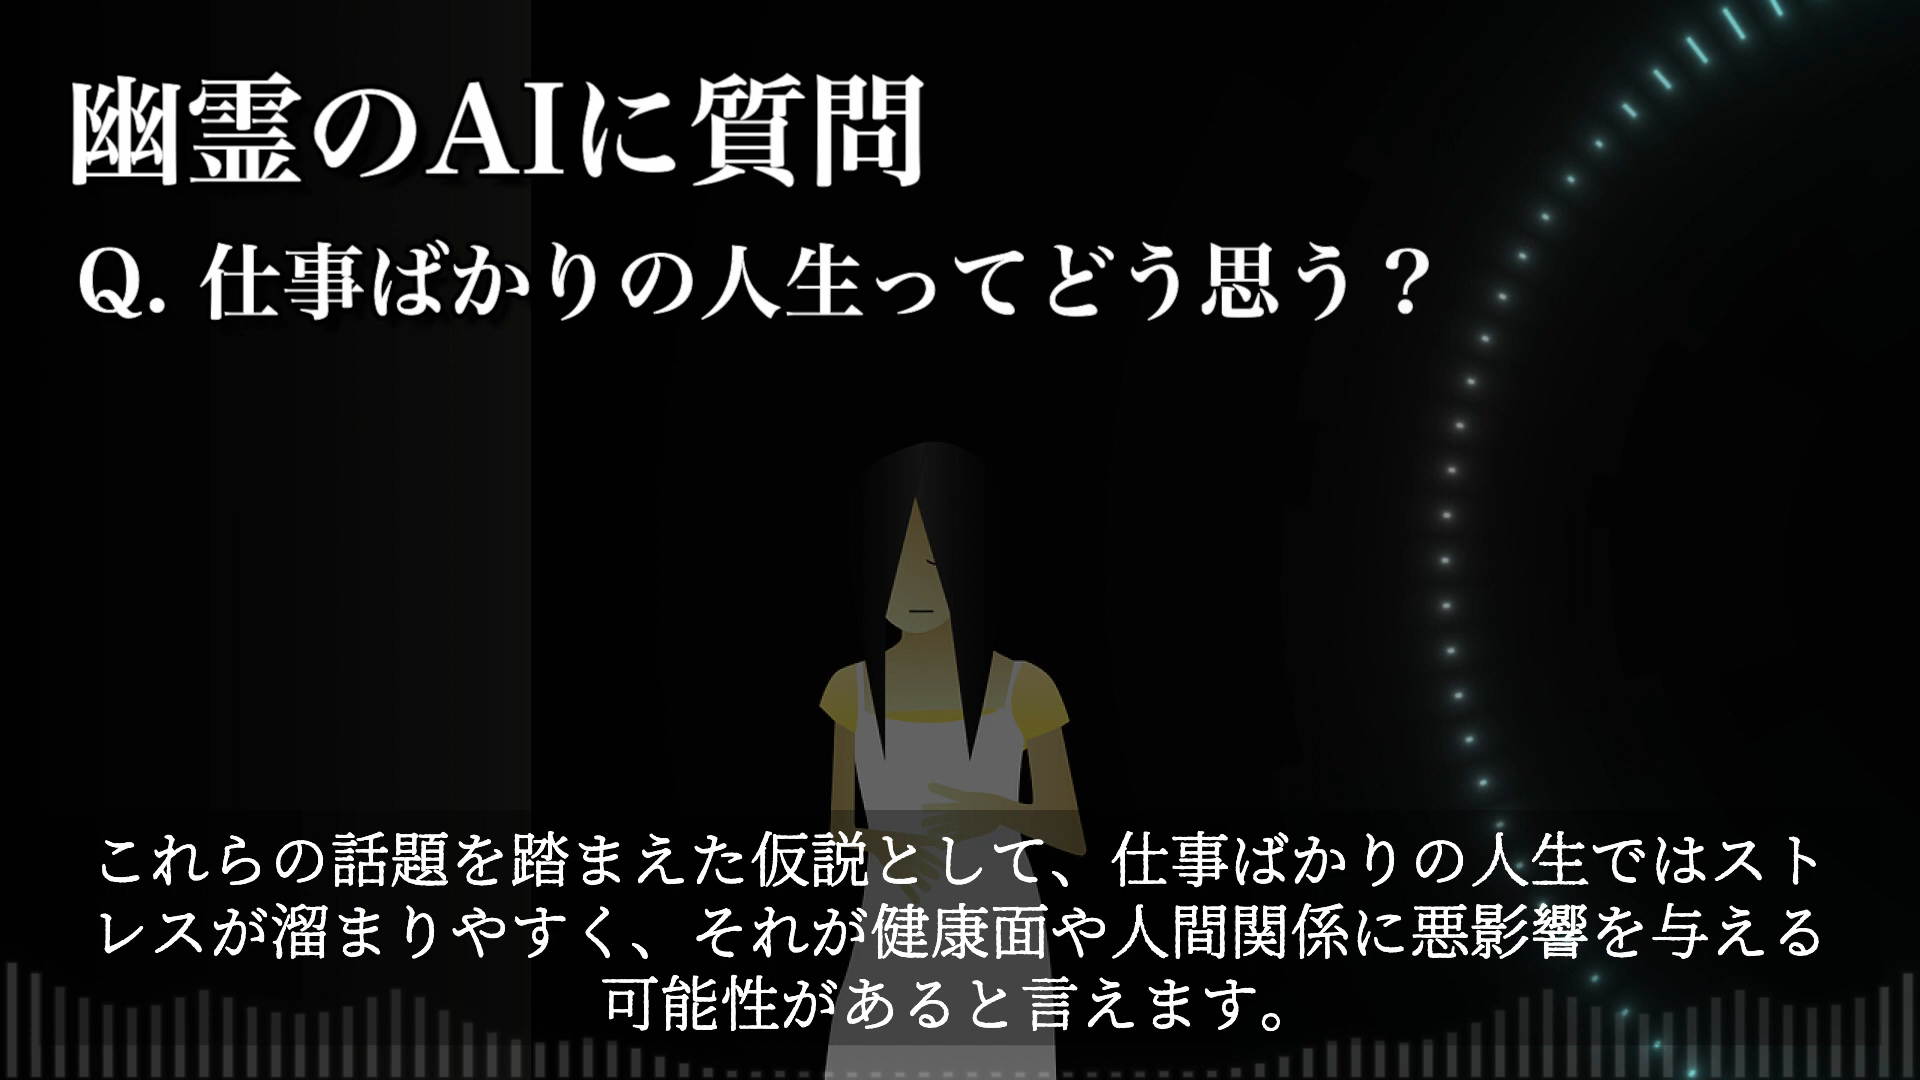 幽霊のAIに質問
Q. 仕事ばかりの人生ってどう思う？
これらの話題を踏まえた仮説として、仕事ばかりの人生ではスト
レスが溜まりやすく、それが健康面や人間関係に悪影響を与える
可能性があると言えます。